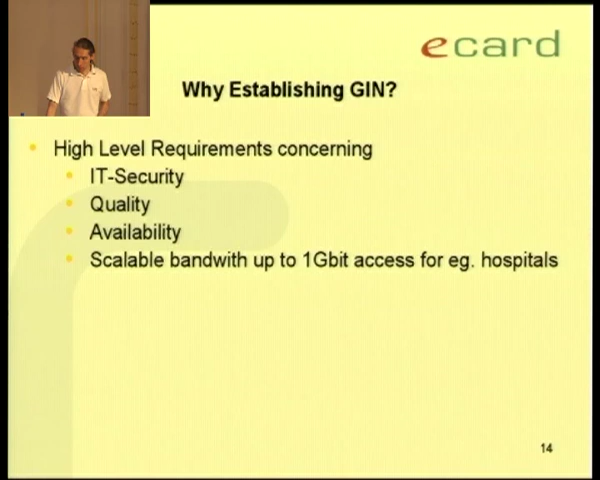 ecard
Why Establishing GIN?
High Level Requirements concerning
IT-Security
Quality
Availability
Scalable bandwith up to 1Gbit access for eg. hospitals
14